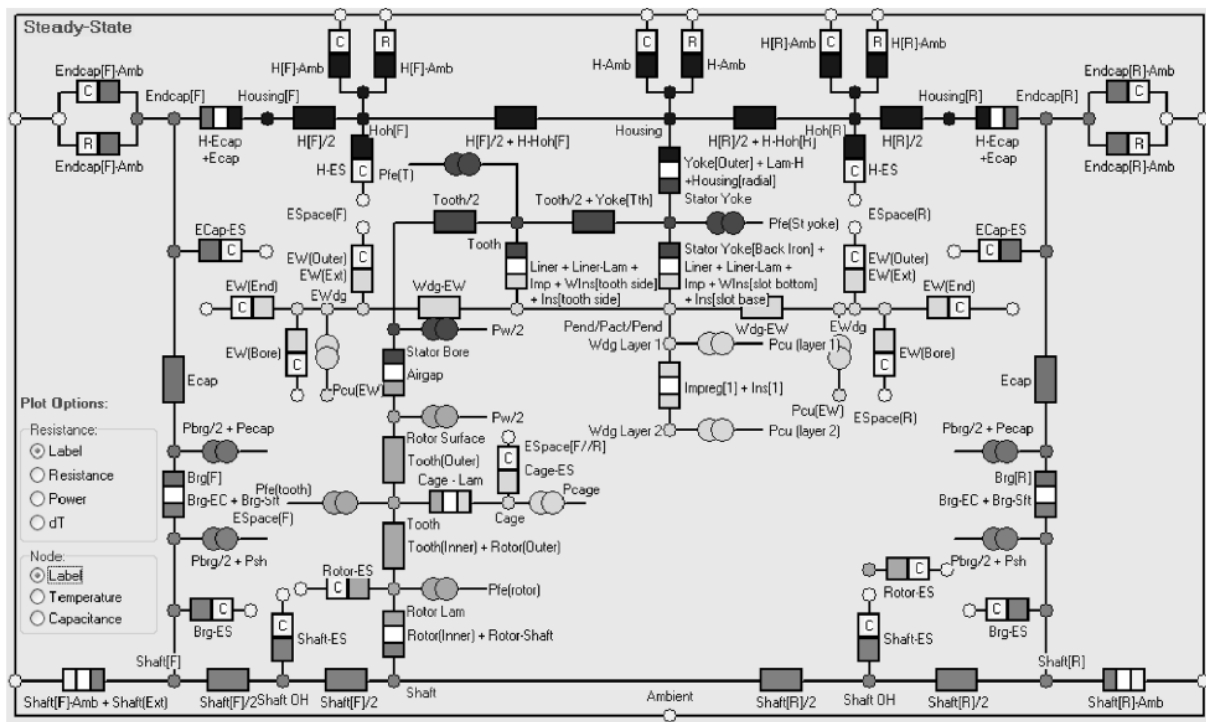 Steady-State
C
R
C
R
C
R
H[F]-Amb
H[F]-Amb
H-Amb
H-Amb
H[R]-Amb
H[R]-Amb
Endcap[F]-Amb
C
R
Endcap[F]-Amb
Endcap[F]
Housing[F]
H-Ecap
+Ecap
H[F]/2
Hoh[F]
H[F]/2 + H-Hoh[F]
Housing
H[R]/2 + H-Hoh[R]
Hoh[R]
H[R]/2
Housing[R]
Endcap[R]
H-Ecap
+Ecap
Endcap[R]-Amb
C
R
Endcap[R]-Amb
C
H-ES
Pfe(T)
Yoke[Outer] + Lam-H
+Housing[radial]
Stator Yoke
C
H-ES
ESpace(F)
Tooth/2
Tooth/2 + Yoke[Tth]
Pfe(St yoke)
ESpace(R)
ECap-ES
C
EW(Outer)
EW(Ext)
C
Tooth
Liner + Liner-Lam +
Imp + WIns[tooth side]
+ Ins[tooth side]
Stator Yoke[Back Iron] +
Liner + Liner-Lam +
Imp + WIns[slot bottom]
+ Ins[slot base]
C
EW(Outer)
EW(Ext)
ECap-ES
C
EW(End)
C
EWdg
Wdg-EW
Wdg-EW
EWdg
EW(End)
C
EW(Bore)
C
Pcu(EW)
Pw/2
Stator Bore
Airgap
Pend/Pact/Pend
Wdg Layer 1
Pcu (layer 1)
Impreg[1] + Ins[1]
Wdg Layer 2
Pcu (layer 2)
EW(Bore)
C
Pcu(EW)
ESpace(R)
Ecap
Ecap
Plot Options:
Resistance:
Label
Resistance
Power
dT
Node:
Label
Temperature
Capacitance
Pbrg/2 + Pecap
Brg[F]
Brg-EC + Brg-Sft
ESpace(F)
Pbrg/2 + Psh
Pw/2
Rotor Surface
Tooth(Outer)
ESpace[F//R]
C
Cage-ES
Pfe(tooth)
Cage - Lam
Pcage
Cage
Tooth
Tooth(Inner) + Rotor(Outer)
Pbrg/2 + Pecap
Brg[R]
Brg-EC + Brg-Sft
Pbrg/2 + Psh
Rotor-ES
C
Pfe(rotor)
Rotor Lam
Rotor(Inner) + Rotor-Shaft
C
Rotor-ES
C
Brg-ES
C
Shaft-ES
C
Shaft-ES
C
Brg-ES
Shaft[F]
Shaft[F]-Amb + Shaft(Ext)
Shaft[F]/2
Shaft OH
Shaft[F]/2
Shaft
Ambient
Shaft[R]/2
Shaft OH
Shaft[R]/2
Shaft[R]
Shaft[R]-Amb